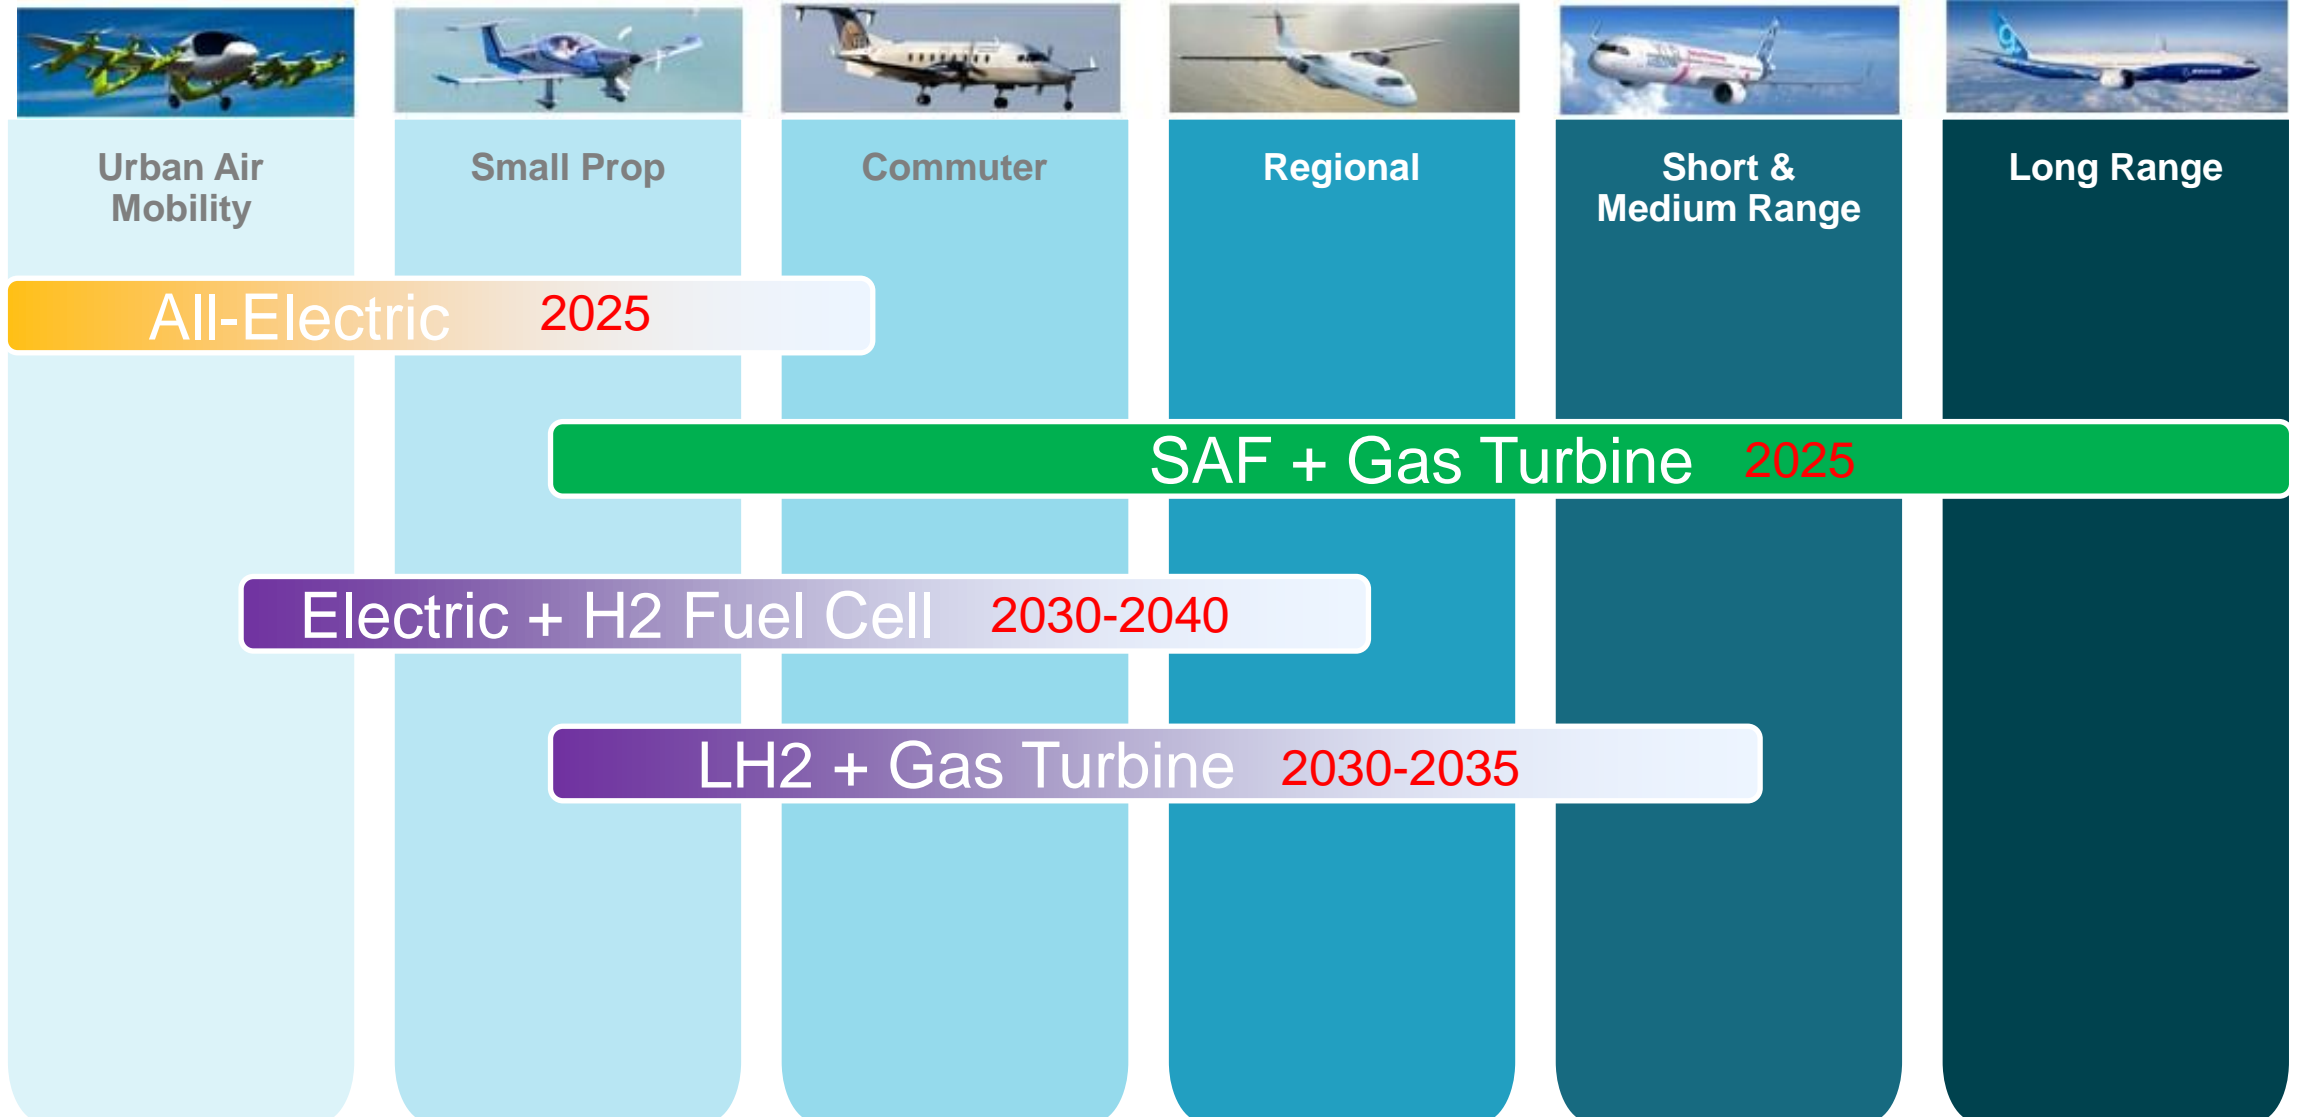 Urban Air
Mobility
Small Prop
Commuter
Regional
Short &
Medium Range
Long Range
All-Electric 2025
SAF + Gas Turbine 2025
Electric + H2 Fuel Cell 2030-2040
LH2 + Gas Turbine 2030-2035